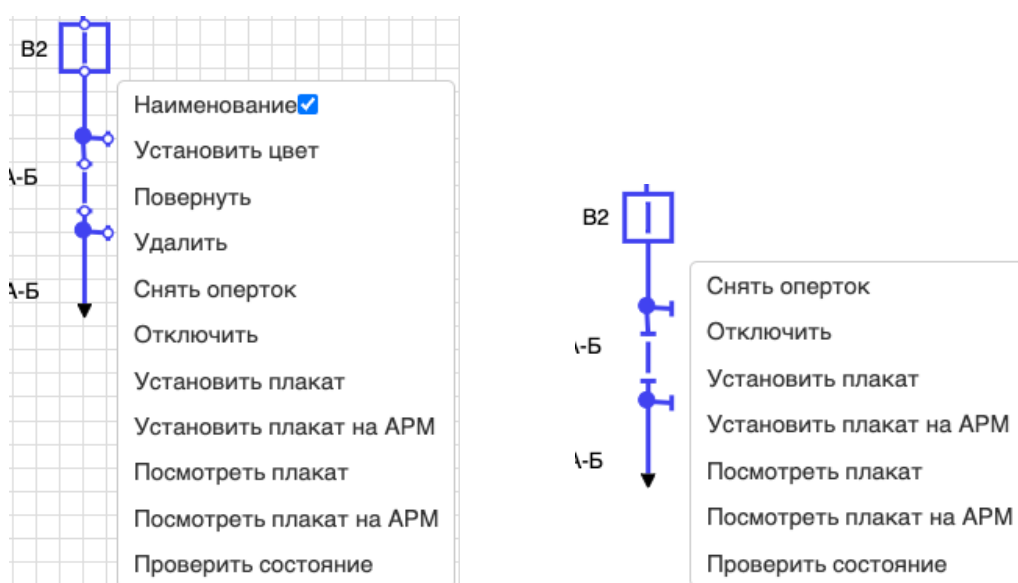 В2
Наименование
Установить цвет
А-Б
Повернуть
Удалить
А-Б
Снять оперток
Отключить
Установить плакат
Установить плакат на АРМ
Посмотреть плакат
Посмотреть плакат на АРМ
Проверить состояние
В2
Снять оперток
Отключить
-Б
Установить плакат
Установить плакат на АРМ
-Б
Посмотреть плакат
Посмотреть плакат на АРМ
Проверить состояние